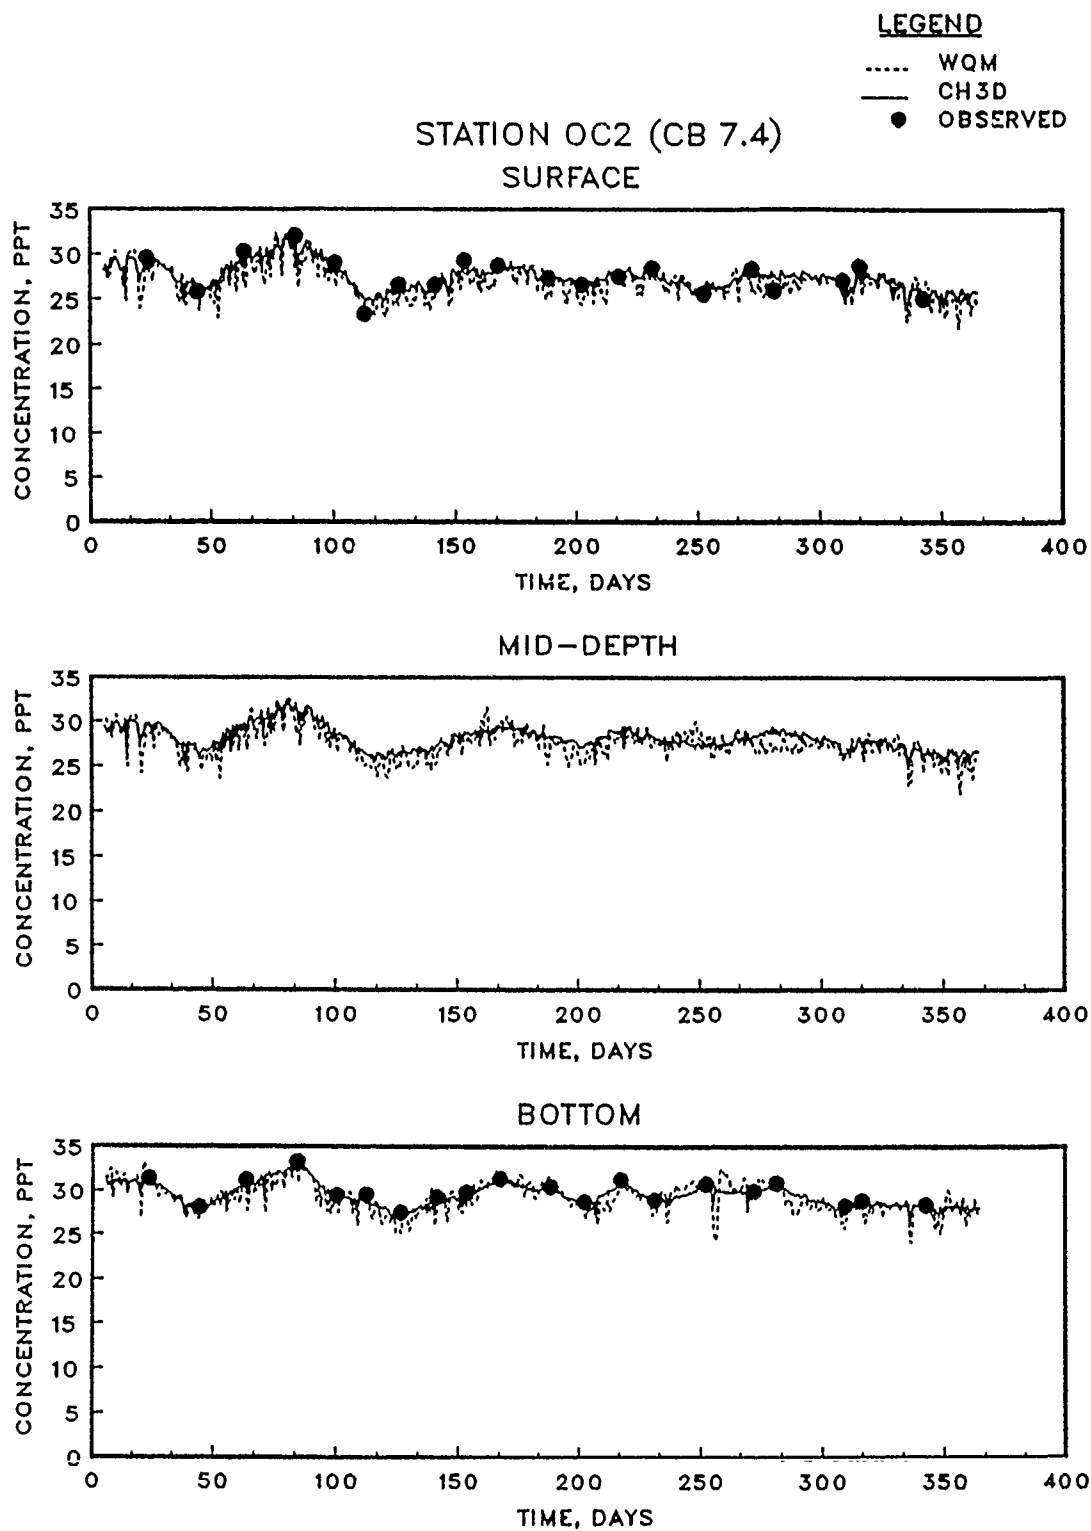 LEGEND
WQM
CH3D
OBSERVED
STATION OC2 (CB 7.4)
SURFACE
CONCENTRATION, PPT
35
30
25
20
15
10
5
0
0 50 100 150 200 250 300 350 400
TIME, DAYS
MID-DEPTH
CONCENTRATION, PPT
35
30
25
20
15
10
5
0
0 50 100 150 200 250 300 350 400
TIME, DAYS
BOTTOM
CONCENTRATION, PPT
35
30
25
20
15
10
5
0
0 50 100 150 200 250 300 350 400
TIME, DAYS